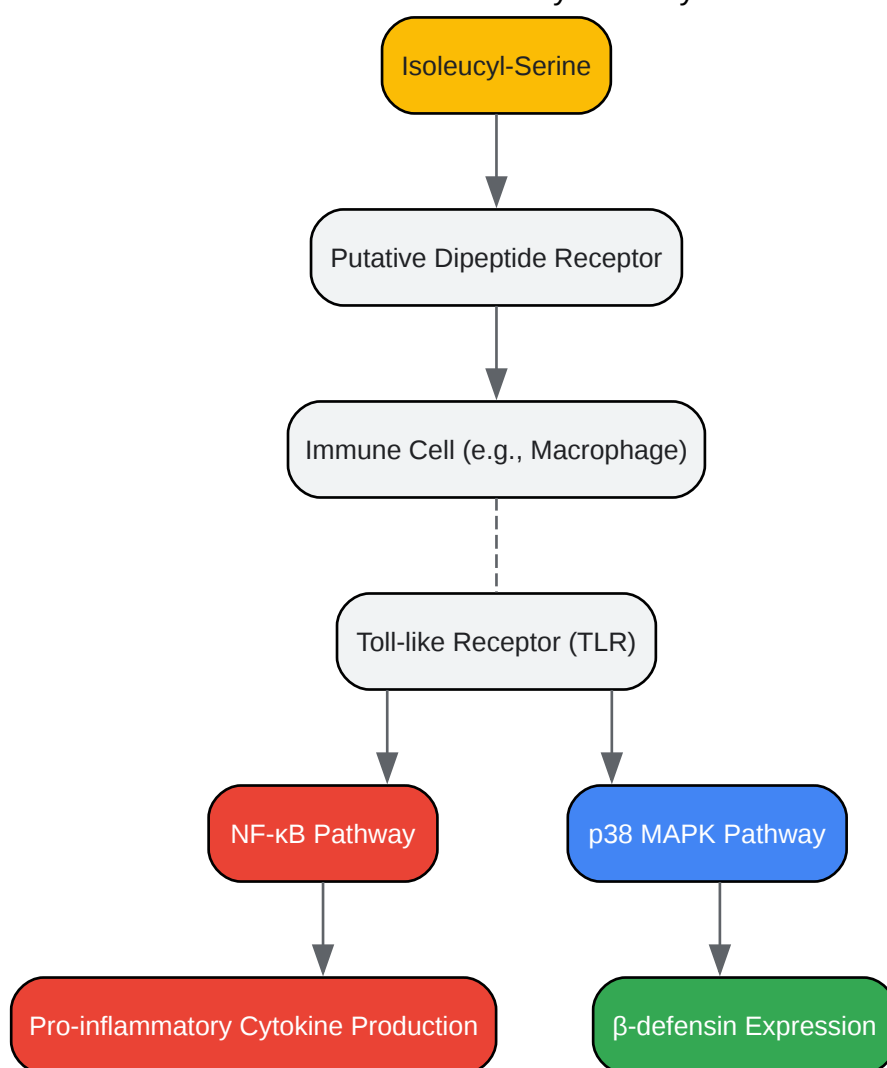 Isoleucyl-Serine
Putative Dipeptide Receptor
Immune Cell (e.g., Macrophage)
Toll-like Receptor (TLR)
NF-κB Pathway
p38 MAPK Pathway
Pro-inflammatory Cytokine Production
β-defensin Expression